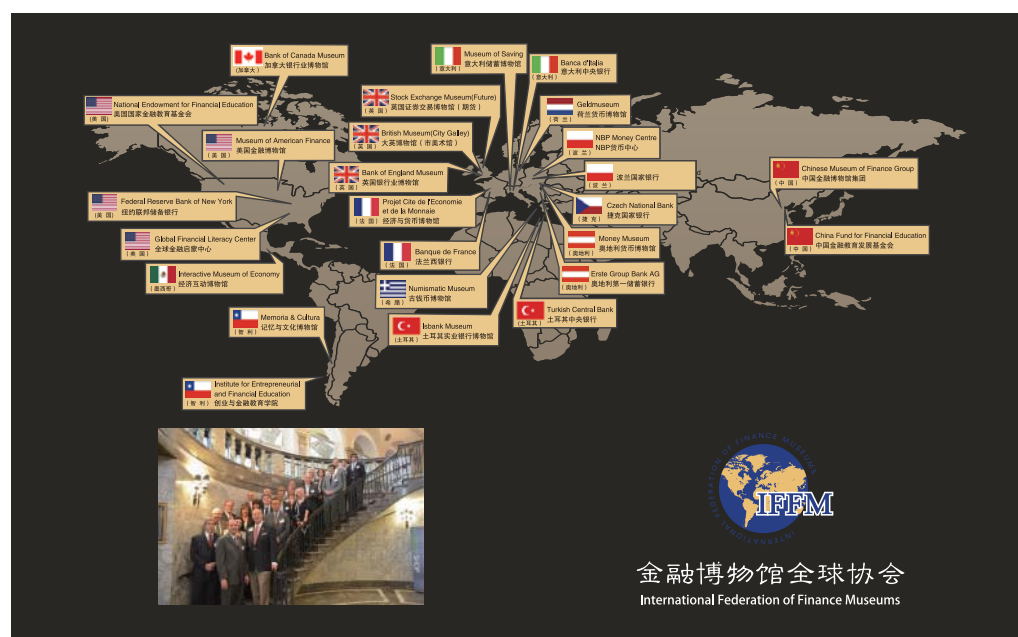 Bank of Canada Museum
加拿大银行业博物馆
(加拿大)
National Endowment for Financial Education
美国国家金融教育基金会
(美 国)
Museum of American Finance
美国金融博物馆
(美 国)
Federal Reserve Bank of New York
纽约联邦储备银行
(美 国)
Global Financial Literacy Center
全球金融启蒙中心
(美 国)
Interactive Museum of Economy
经济互动博物馆
(墨西哥)
Memoria & Cultura
记忆与文化博物馆
(智 利)
Institute for Entrepreneurial
and Financial Education
创业与金融教育学院
(智 利)
Museum of Saving
意大利储蓄博物馆
(意大利)
Banca d'Italia
意大利中央银行
(意大利)
Stock Exchange Museum(Future)
英国证券交易博物馆（期货）
(英 国)
British Museum(City Galley)
大英博物馆（市美术馆）
(英 国)
Bank of England Museum
英国银行业博物馆
(英 国)
Projet Cite de l'Economie
et de la Monnaie
经济与货币博物馆
(法 国)
Banque de France
法兰西银行
(法 国)
Numismatic Museum
古钱币博物馆
(希 腊)
Isbank Museum
土耳其实业银行博物馆
(土耳其)
Geldmuseum
荷兰货币博物馆
(荷 兰)
NBP Money Centre
NBP货币中心
(波 兰)
波兰国家银行
(波 兰)
Czech National Bank
捷克国家银行
(捷 克)
Money Museum
奥地利货币博物馆
(奥地利)
Erste Group Bank AG
奥地利第一储蓄银行
(奥地利)
Turkish Central Bank
土耳其中央银行
(土耳其)
Chinese Museum of Finance Group
中国金融博物馆集团
(中 国)
China Fund for Financial Education
中国金融教育发展基金会
(中 国)
INTERNATIONAL FEDERATION OF FINANCE MUSEUMS
IFFM
金融博物馆全球协会
International Federation of Finance Museums